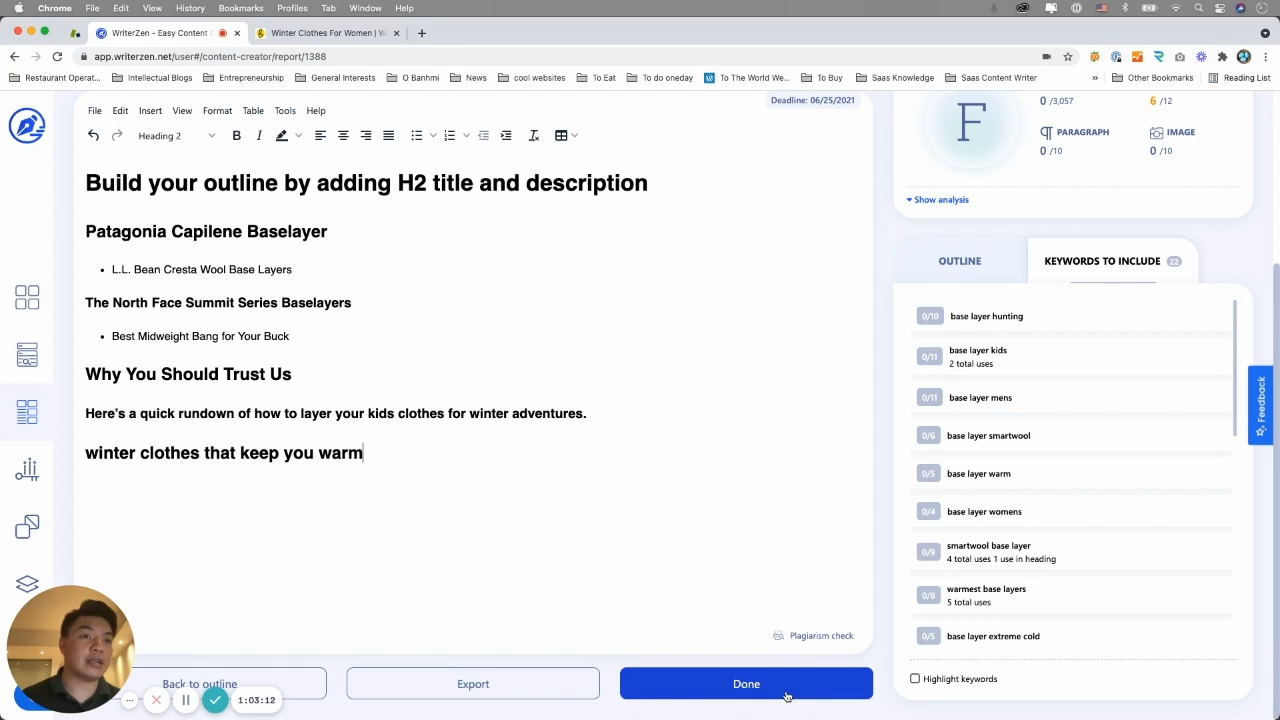 Chrome File Edit View History Bookmarks Profiles Tab Window Help
WriterZen - Easy Content
Winter Clothes For Women | W
app.writerzen.net/user#/content-creator/report/1388
Restaurant Operat... Intellectual Blogs Entrepreneurship General Interests O Banhmi News cool websites To Eat To do oneday To The World We... To Buy Saas Knowledge Saas Content Writer » Other Bookmarks Reading List
File Edit Insert View Format Table Tools Help
Deadline: 06/25/2021
Heading 2 B I
Build your outline by adding H2 title and description
Patagonia Capilene Baselayer
• L.L. Bean Cresta Wool Base Layers
The North Face Summit Series Baselayers
• Best Midweight Bang for Your Buck
Why You Should Trust Us
Here's a quick rundown of how to layer your kids clothes for winter adventures.
winter clothes that keep you warm
Plagiarism check
Back to outline
Export
Done
1:03:12
F
0 /3,057
6 /12
PARAGRAPH
IMAGE
0 /10
0 /10
Show analysis
OUTLINE
KEYWORDS TO INCLUDE 22
0/10 base layer hunting
0/11 base layer kids
2 total uses
0/11 base layer mens
0/6 base layer smartwool
0/5 base layer warm
0/4 base layer womens
0/9 smartwool base layer
4 total uses 1 use in heading
0/8 warmest base layers
5 total uses
0/5 base layer extreme cold
Highlight keywords
Feedback